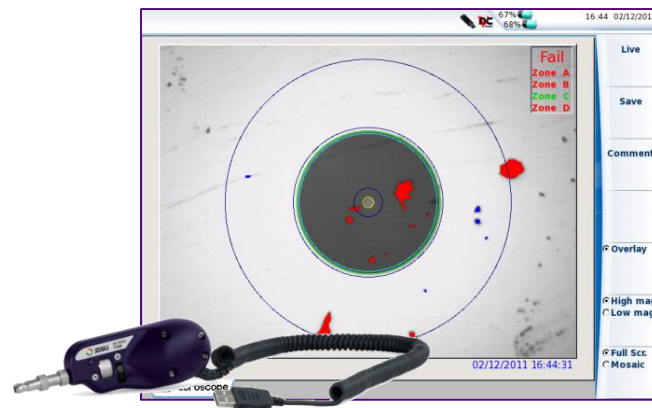 67%
68%
16:44 02/12/201
Live
Fail
Zone A
Zone B
Zone C
Zone D
Save
Comment
Overlay
High mag
Low mag
Full Scr.
Mosaic
02/12/2011 16:44:31
JDSU